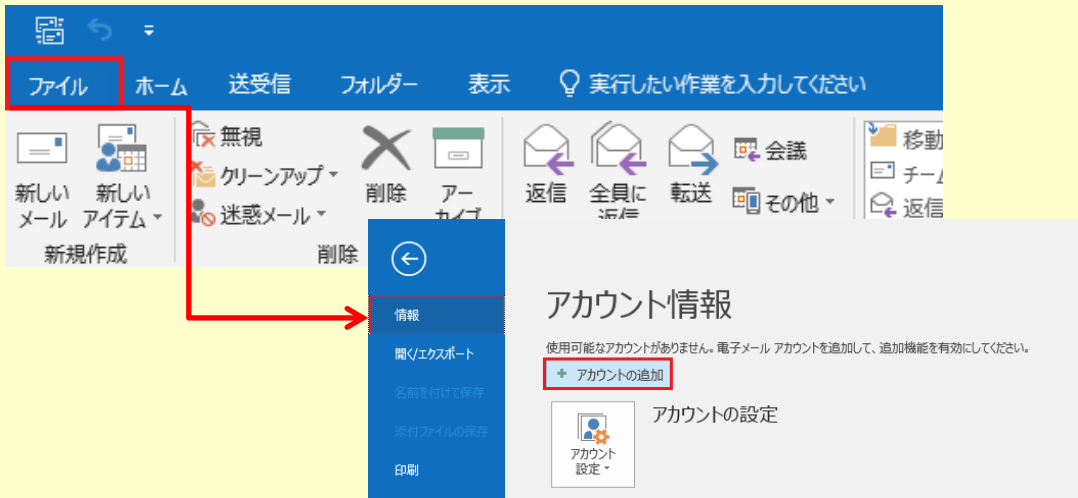 ファイル ホーム 送受信 フォルダー 表示 実行したい作業を入力してください
新しい
メール
新しい
アイテム
新規作成
無視
クリーンアップ
迷惑メール
削除
アー
カイブ
削除
返信
全員に
返信
転送
会議
その他
移動
チーム
返信
情報
開く/エクスポート
名前を付けて保存
添付ファイルの保存
印刷
アカウント情報
使用可能なアカウントがありません。電子メール アカウントを追加して、追加機能を有効にしてください。
+ アカウントの追加
アカウント
設定
アカウントの設定